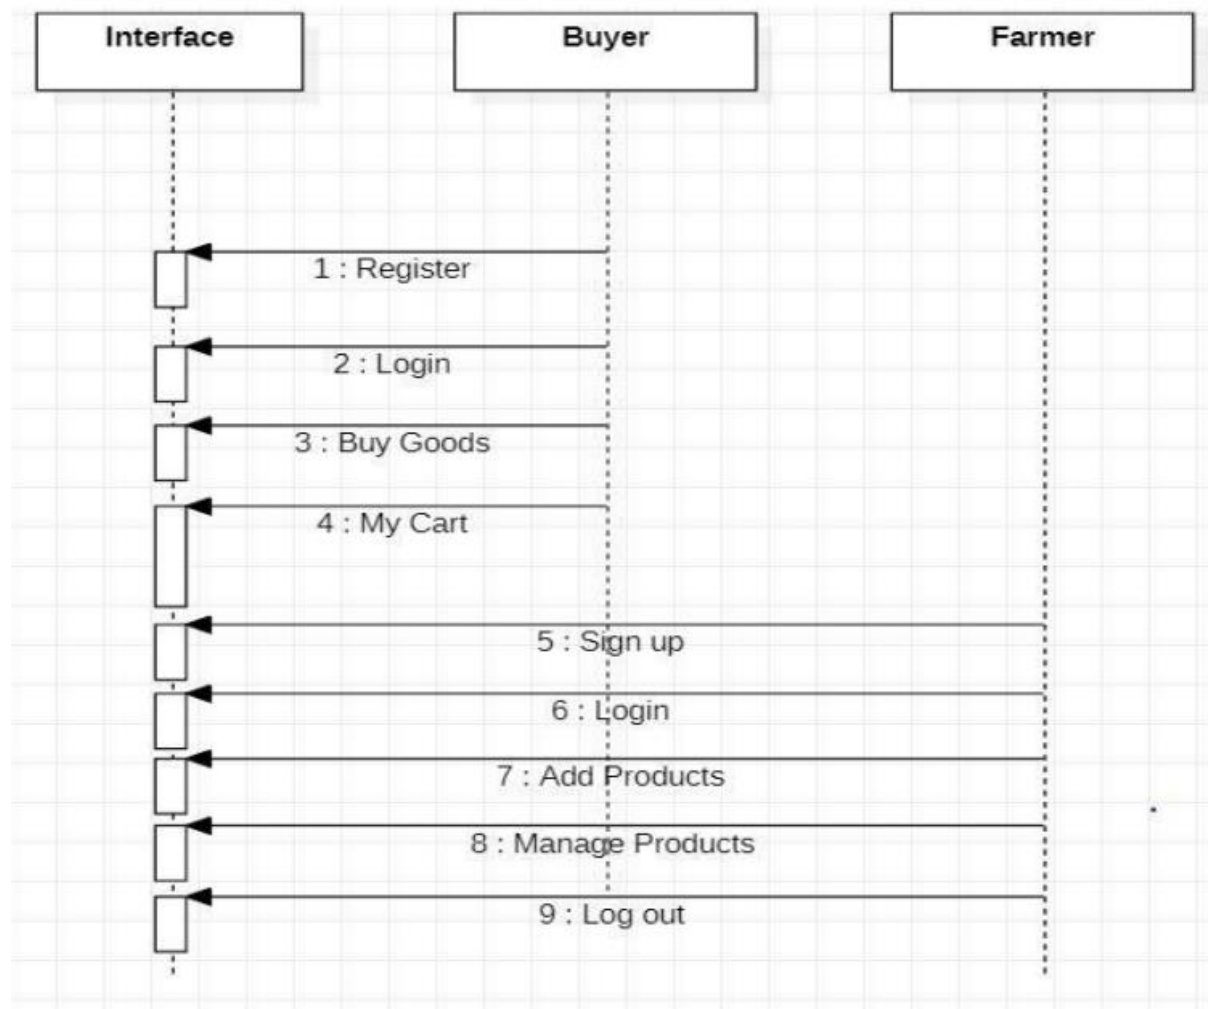 Interface
Buyer
Farmer
1 : Register
2 : Login
3 : Buy Goods
4 : My Cart
5 : Sign up
6 : Login
7 : Add Products
8 : Manage Products
9 : Log out